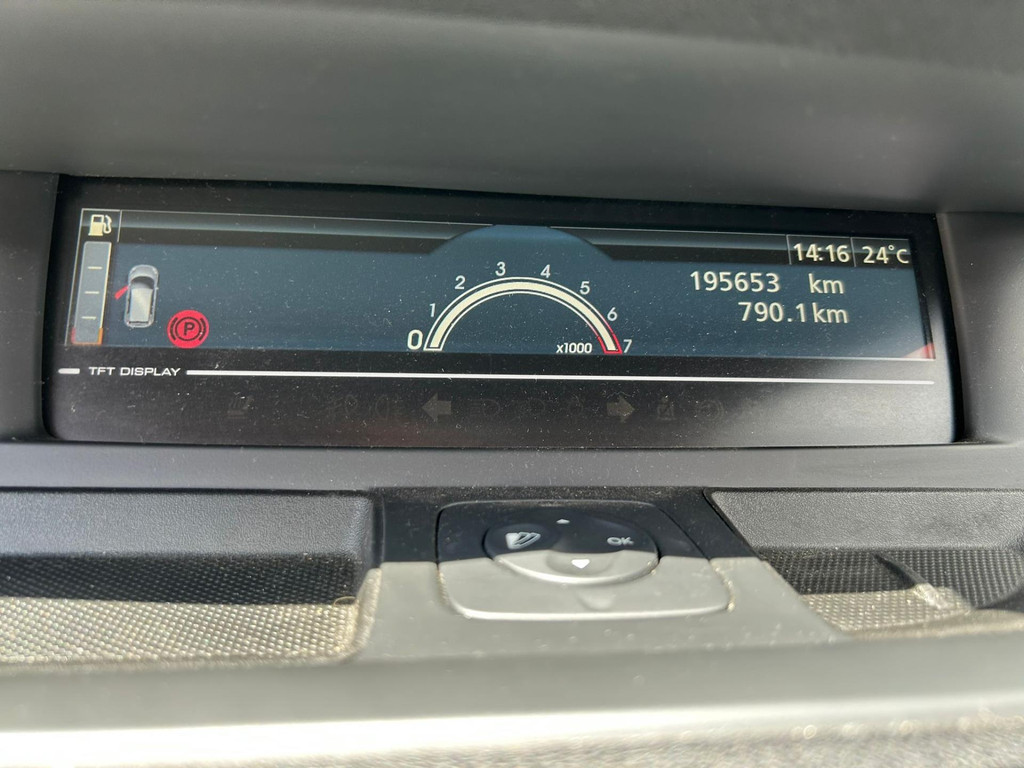 14:16 24°C
195653 km
790.1 km
0 1 2 3 4 5 6 7
x1000
P
TFT DISPLAY
OK